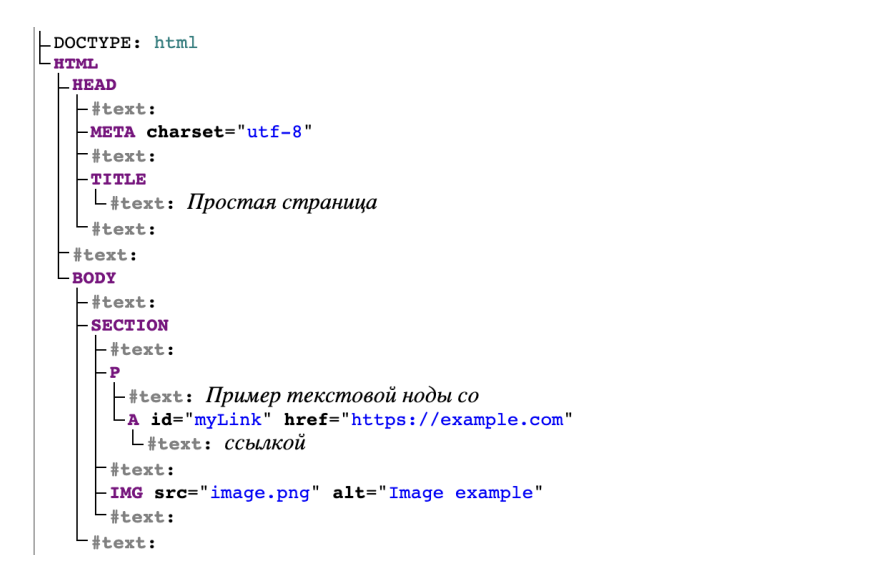 DOCTYPE: html
HTML
HEAD
#text:
META charset="utf-8"
#text:
TITLE
#text: Простая страница
#text:
#text:
BODY
#text:
SECTION
#text:
P
#text: Пример текстовой ноды со
A id="myLink" href="https://example.com"
#text: ссылкой
#text:
IMG src="image.png" alt="Image example"
#text:
#text: